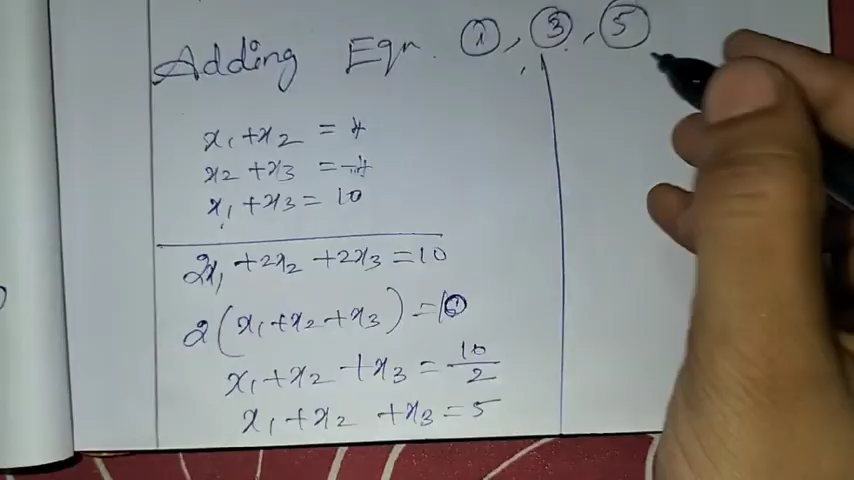 Adding Eqn. ①, ③, ⑤
x₁ + x₂ = 4
x₂ + x₃ = -4
x₁ + x₃ = 10
2x₁ + 2x₂ + 2x₃ = 10
2(x₁ + x₂ + x₃) = 10
x₁ + x₂ + x₃ = 10/2
x₁ + x₂ + x₃ = 5